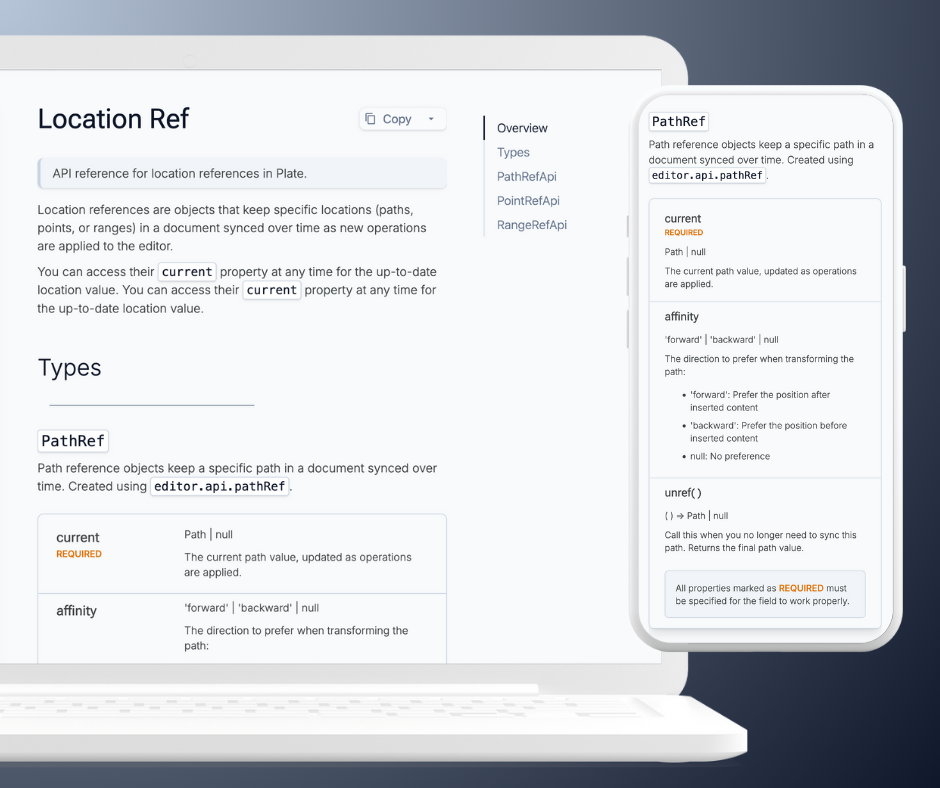 Location Ref
Copy
API reference for location references in Plate.
Location references are objects that keep specific locations (paths,
points, or ranges) in a document synced over time as new operations
are applied to the editor.
You can access their current property at any time for the up-to-date
location value. You can access their current property at any time for
the up-to-date location value.
Types
PathRef
Path reference objects keep a specific path in a document synced over
time. Created using editor.api.pathRef.
current
REQUIRED
Path | null
The current path value, updated as operations
are applied.
affinity
'forward' | 'backward' | null
The direction to prefer when transforming the
path:
Overview
Types
PathRefApi
PointRefApi
RangeRefApi
PathRef
Path reference objects keep a specific path in a
document synced over time. Created using
editor.api.pathRef.
current
REQUIRED
Path | null
The current path value, updated as operations
are applied.
affinity
'forward' | 'backward' | null
The direction to prefer when transforming the
path:
• 'forward': Prefer the position after
inserted content
• 'backward': Prefer the position before
inserted content
• null: No preference
unref()
() → Path | null
Call this when you no longer need to sync this
path. Returns the final path value.
All properties marked as REQUIRED must
be specified for the field to work properly.